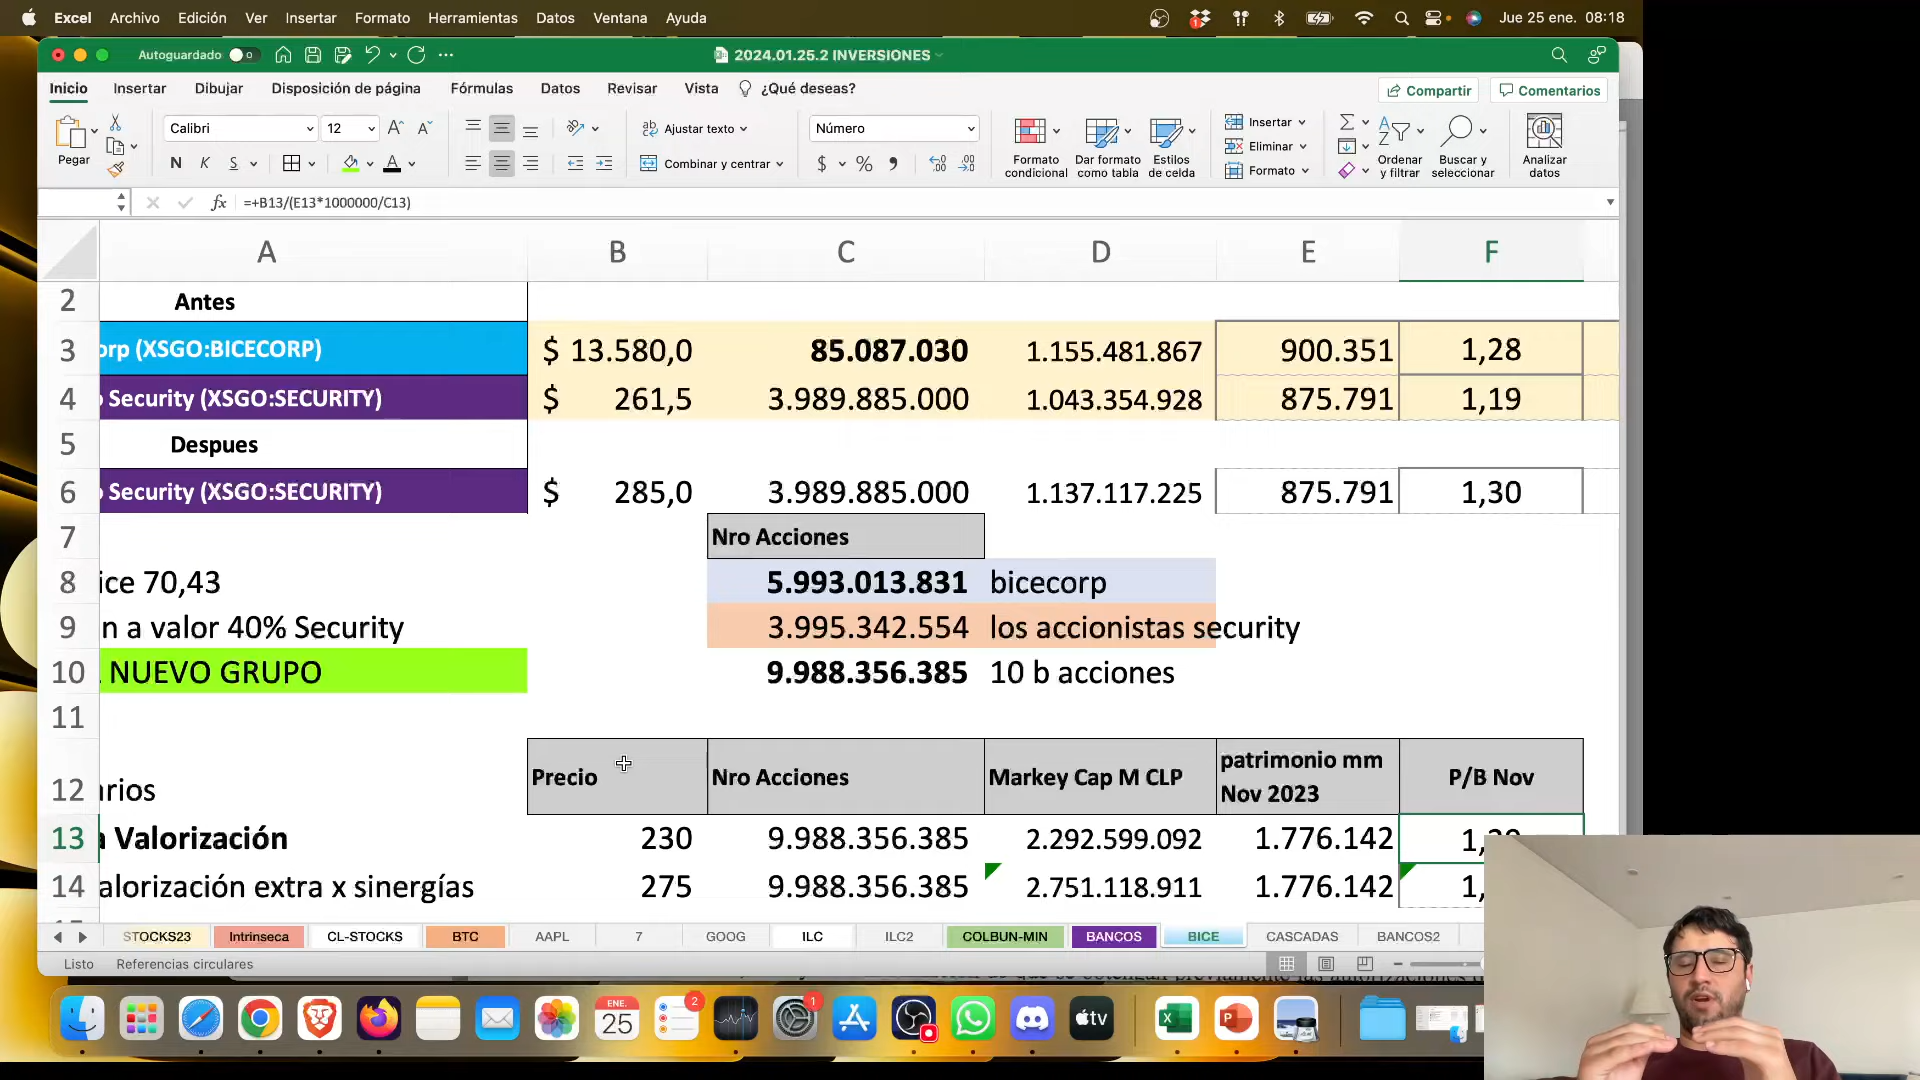 Excel Archivo Edición Ver Insertar Formato Herramientas Datos Ventana Ayuda Jue 25 ene. 08:18
Autoguardado 2024.01.25.2 INVERSIONES
Inicio Insertar Dibujar Disposición de página Fórmulas Datos Revisar Vista ¿Qué deseas? Compartir Comentarios
Pegar Calibri 12 Ajustar texto Número Insertar
N K S Combinar y centrar $ % Eliminar
Formato condicional Dar formato como tabla Estilos de celda Formato Ordenar y filtrar Buscar y seleccionar Analizar datos
fx =+B13/(E13*1000000/C13)
A B C D E F
2 Antes
3 orp (XSGO:BICECORP) $ 13.580,0 85.087.030 1.155.481.867 900.351 1,28
4 Security (XSGO:SECURITY) $ 261,5 3.989.885.000 1.043.354.928 875.791 1,19
5 Despues
6 Security (XSGO:SECURITY) $ 285,0 3.989.885.000 1.137.117.225 875.791 1,30
7 Nro Acciones
8 ice 70,43 5.993.013.831 bicecorp
9 n a valor 40% Security 3.995.342.554 los accionistas security
10 NUEVO GRUPO 9.988.356.385 10 b acciones
11
12 arios Precio Nro Acciones Markey Cap M CLP patrimonio mm Nov 2023 P/B Nov
13 a Valorización 230 9.988.356.385 2.292.599.092 1.776.142
14 alorización extra x sinergías 275 9.988.356.385 2.751.118.911 1.776.142
STOCKS23 Intrinseca CL-STOCKS BTC AAPL 7 GOOG ILC ILC2 COLBUN-MIN BANCOS BICE CASCADAS BANCOS2
Listo Referencias circulares
ENE. 25 2 1 tv